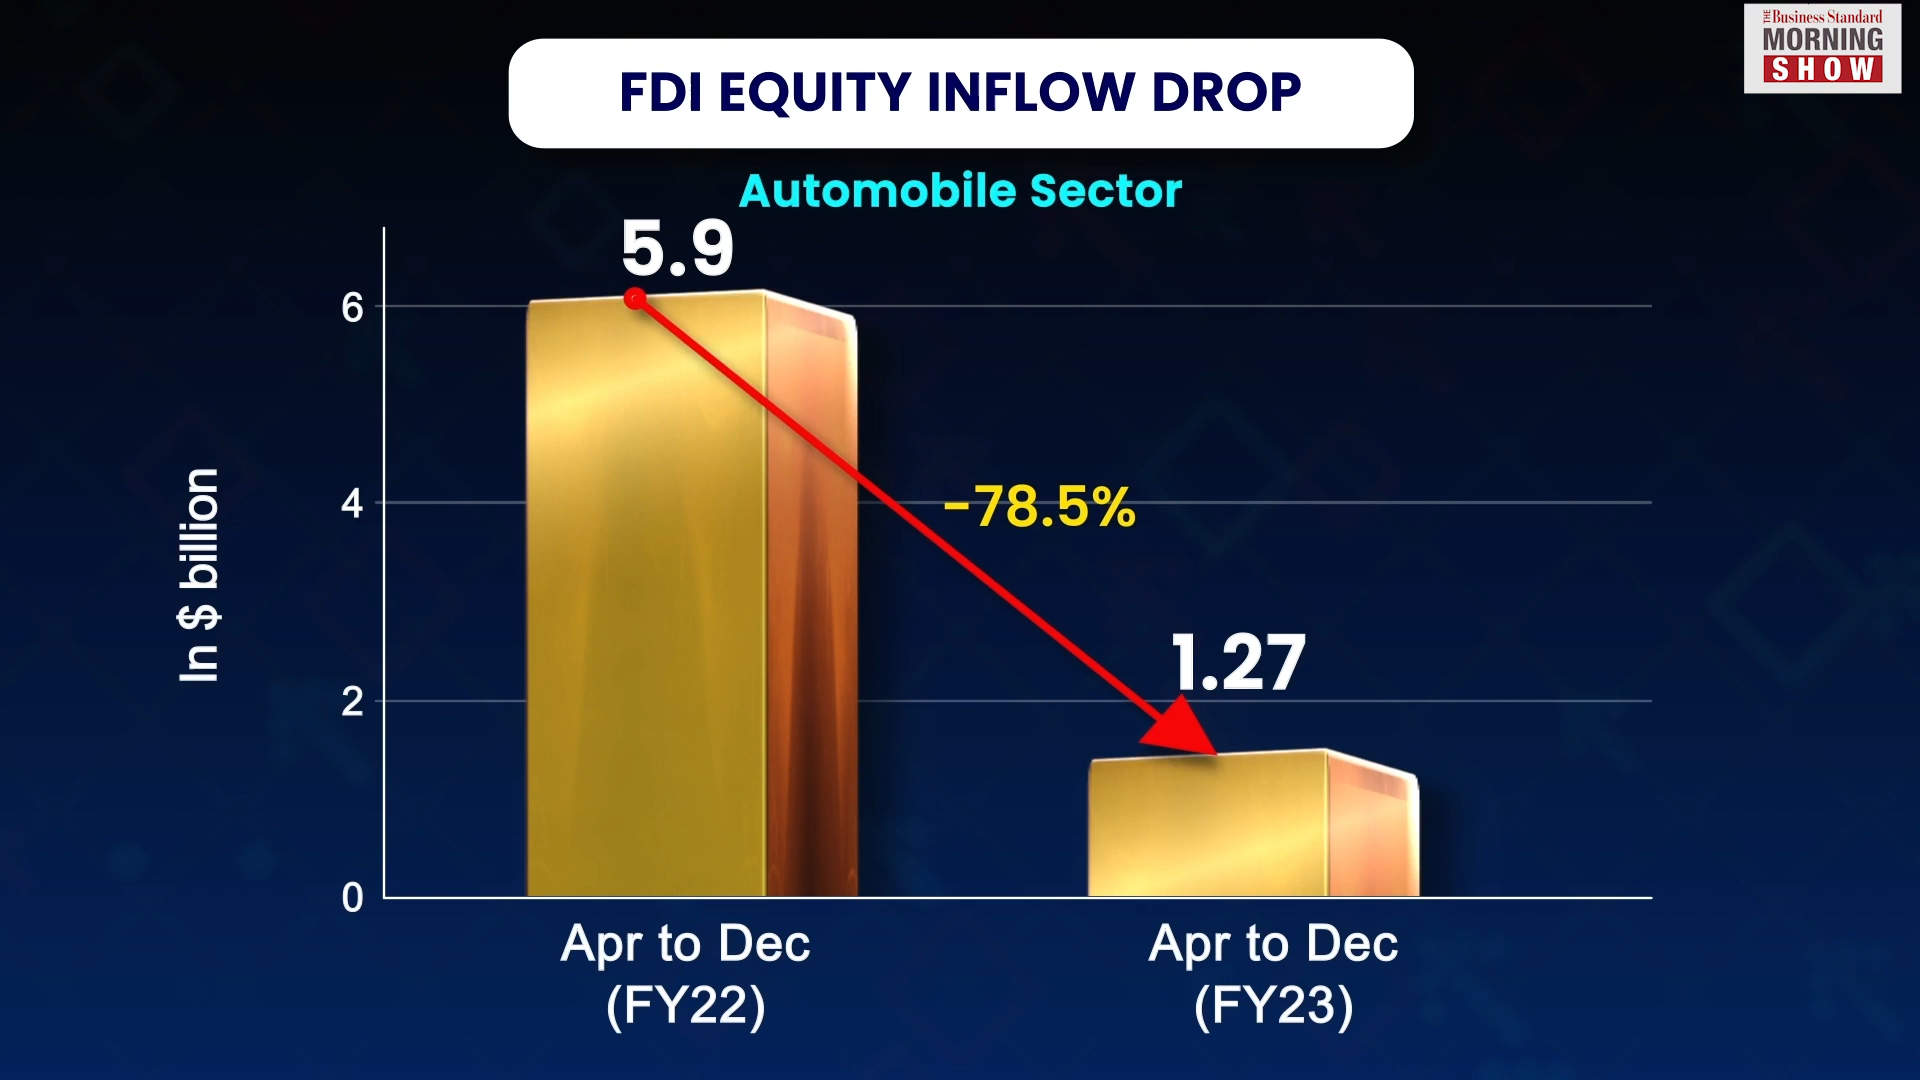 THE Business Standard
MORNING
SHOW
FDI EQUITY INFLOW DROP
Automobile Sector
5.9
6
-78.5%
4
In $ billion
1.27
2
0
Apr to Dec
(FY22)
Apr to Dec
(FY23)